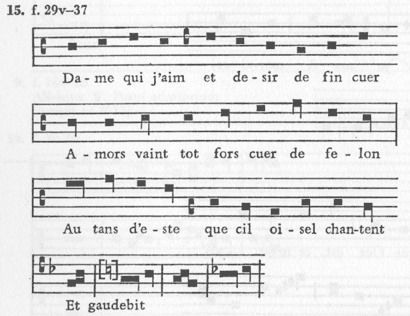 15. f. 29v–37
Da - me qui j'aim et de - sir de fin cuer
A - mors vaint tot fors cuer de fe - lon
Au tans d'e - ste que cil oi - sel chan-tent
Et gaudebit